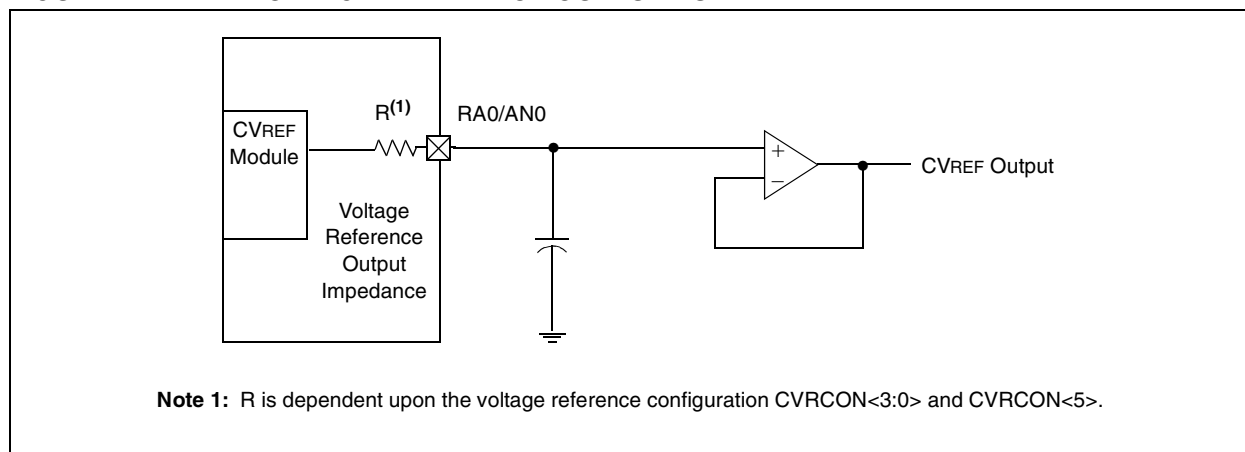 R(1)
RA0/AN0
CVREF
Module
+
–
CVREF Output
Voltage
Reference
Output
Impedance
Note 1: R is dependent upon the voltage reference configuration CVRCON<3:0> and CVRCON<5>.